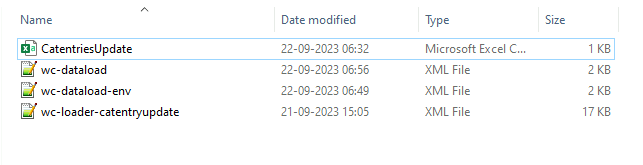 Name Date modified Type Size
CatentriesUpdate 22-09-2023 06:32 Microsoft Excel C... 1 KB
wc-dataload 22-09-2023 06:56 XML File 2 KB
wc-dataload-env 22-09-2023 06:49 XML File 2 KB
wc-loader-catentryupdate 21-09-2023 15:05 XML File 17 KB